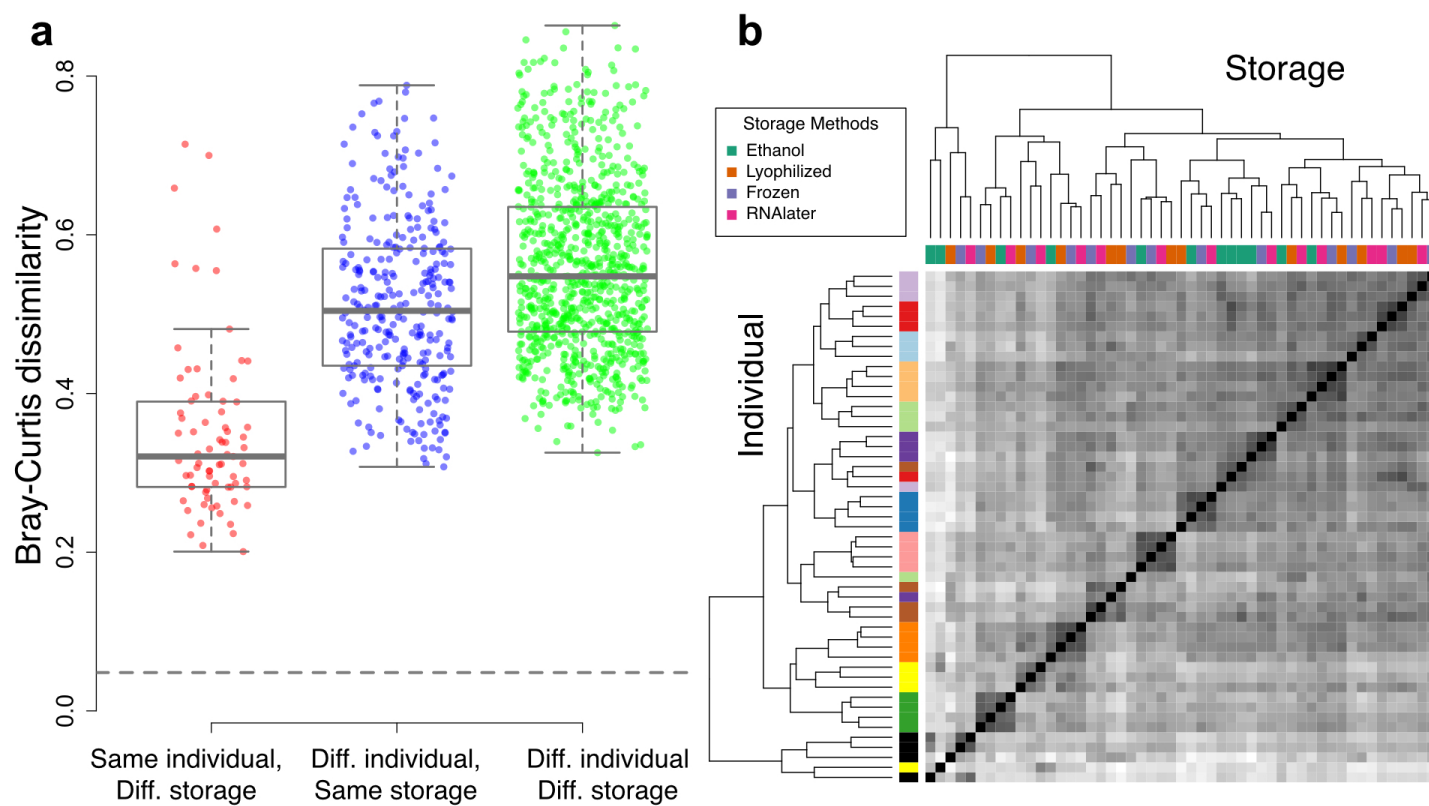 a
Bray-Curtis dissimilarity
0.8
0.6
0.4
0.2
0.0
Same individual,
Diff. storage
Diff. individual,
Same storage
Diff. individual
Diff. storage
b
Storage
Storage Methods
Ethanol
Lyophilized
Frozen
RNAlater
Individual